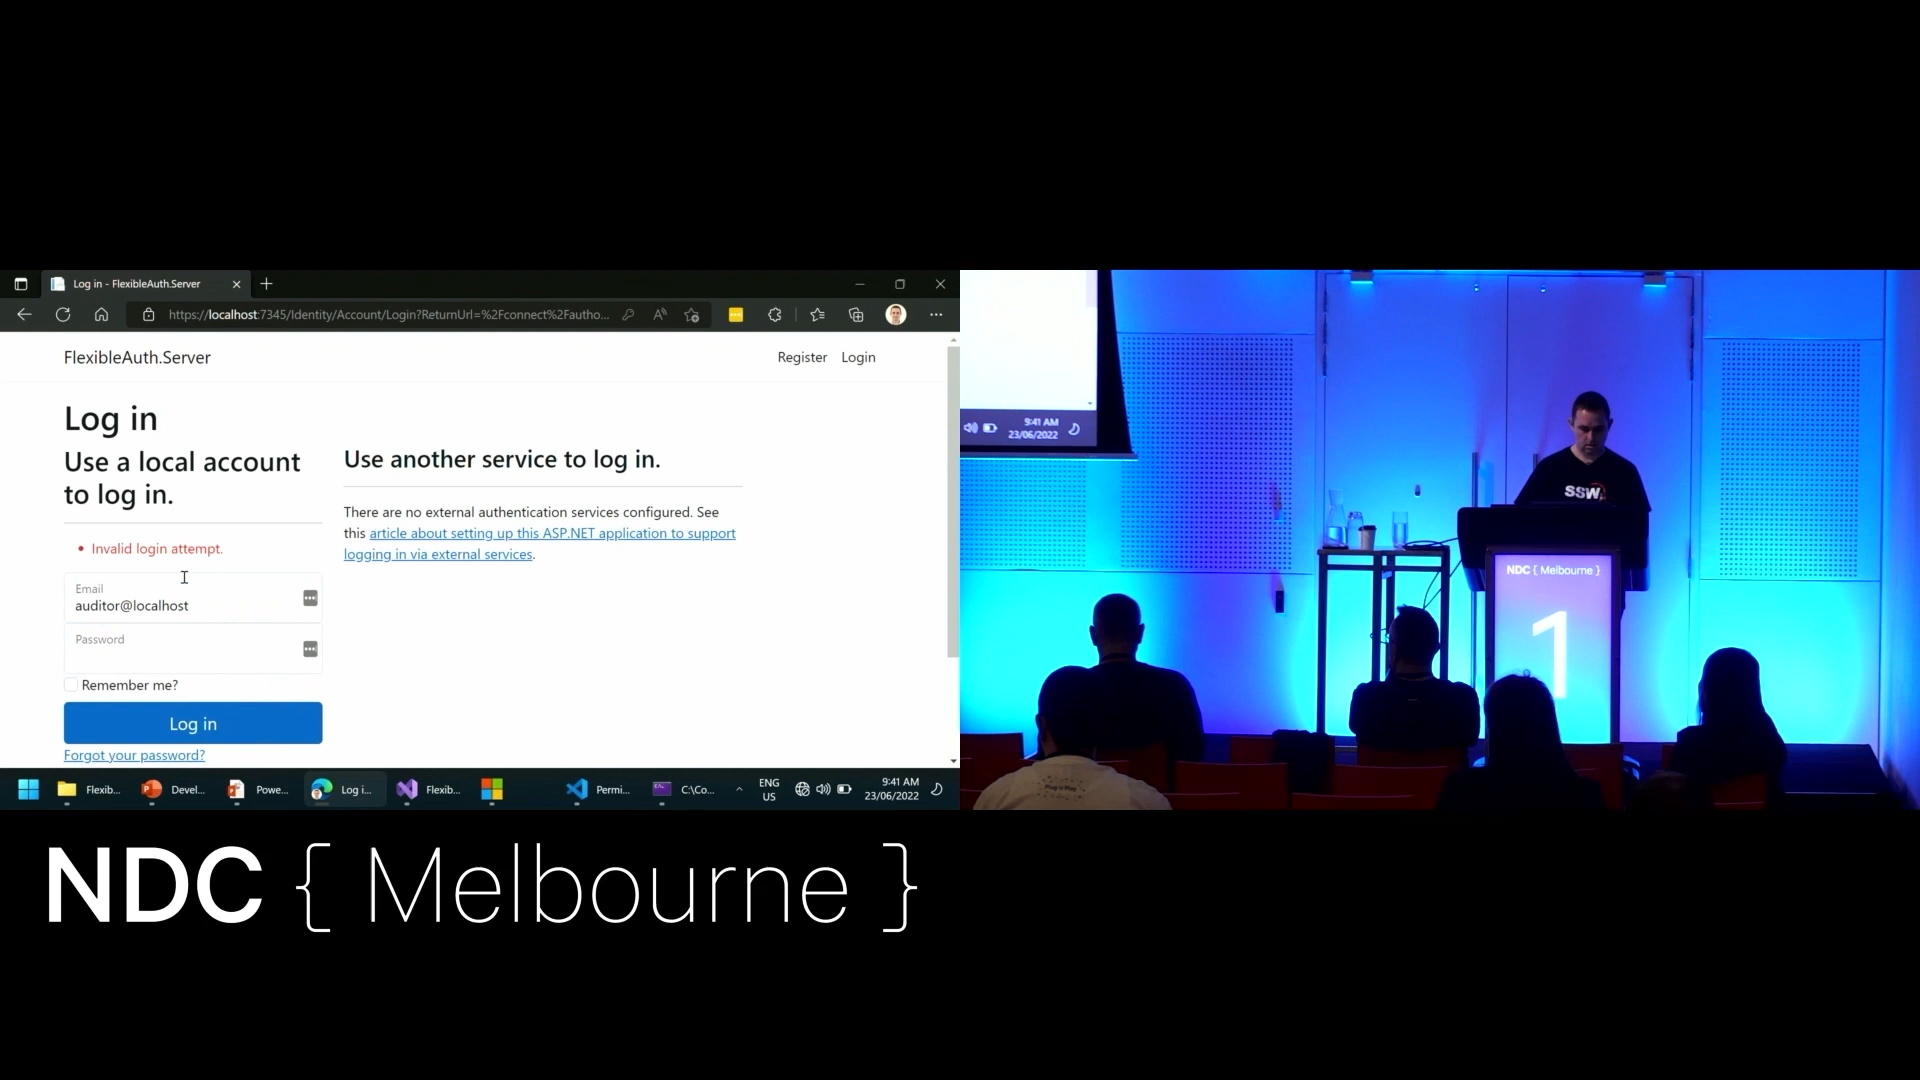 Log in - FlexibleAuth.Server
https://localhost:7345/Identity/Account/Login?ReturnUrl=%2Fconnect%2Fautho...
FlexibleAuth.Server
Register
Login
Log in
Use a local account
to log in.
Invalid login attempt.
Email
auditor@localhost
Password
Remember me?
Log in
Forgot your password?
Use another service to log in.
There are no external authentication services configured. See
this article about setting up this ASP.NET application to support
logging in via external services.
Flexib...
Devel...
Powe...
Log i...
Flexib...
Permi...
C:\Co...
ENG
US
9:41 AM
23/06/2022
9:41 AM
23/06/2022
SSW
NDC { Melbourne }
1
NDC { Melbourne }